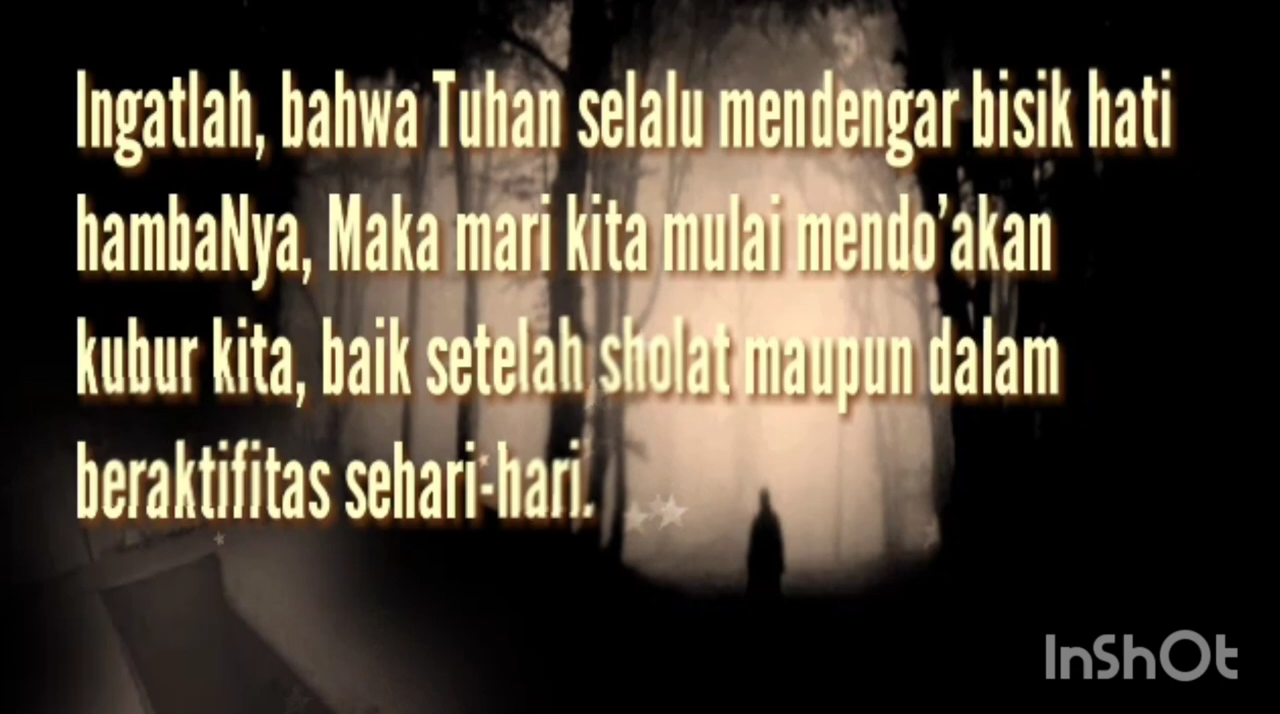 Ingatlah, bahwa Tuhan selalu mendengar bisik hati
hambaNya, Maka mari kita mulai mendo'akan
kubur kita, baik setelah sholat maupun dalam
beraktifitas sehari-hari.
InShOt